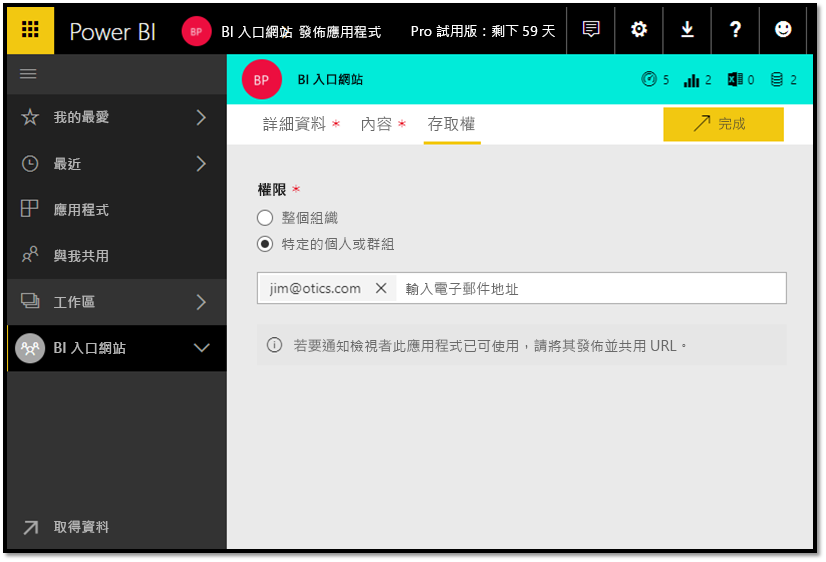 Power BI BP BI 入口網站 發佈應用程式 Pro 試用版：剩下 59 天
BP BI 入口網站 5 2 0 2
我的最愛
最近
應用程式
與我共用
工作區
BI 入口網站
取得資料
詳細資料 * 內容 * 存取權 完成
權限 *
整個組織
特定的個人或群組
jim@otics.com 輸入電子郵件地址
若要通知檢視者此應用程式已可使用，請將其發佈並共用 URL。